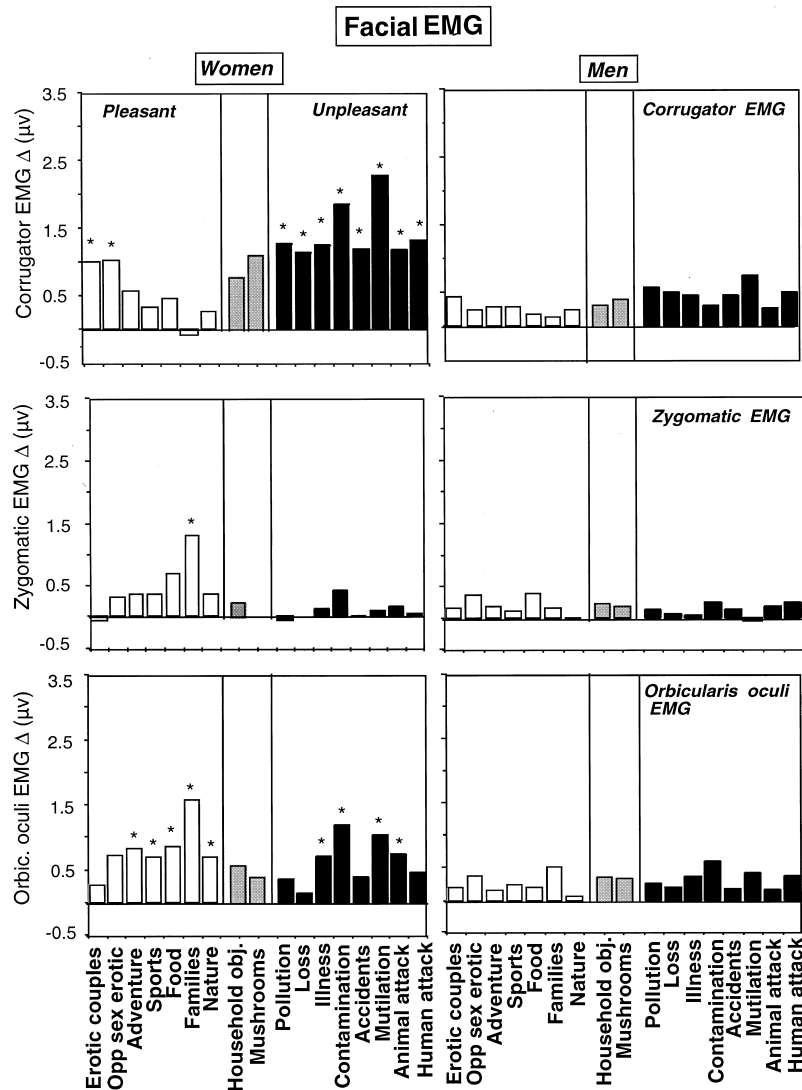 Facial EMG
Women
Men
Corrugator EMG Δ (μv)
3.5
2.5
1.5
0.5
-0.5
Pleasant
Unpleasant
* * * * * * * * * *
Corrugator EMG
Zygomatic EMG Δ (μv)
3.5
2.5
1.5
0.5
-0.5
*
Zygomatic EMG
Orbic. oculi EMG Δ (μv)
3.5
2.5
1.5
0.5
-0.5
* * * * * * * * *
Orbicularis oculi
EMG
Erotic couples
Opp sex erotic
Adventure
Sports
Food
Families
Nature
Household obj.
Mushrooms
Pollution
Loss
Illness
Contamination
Accidents
Mutilation
Animal attack
Human attack
Erotic couples
Opp sex erotic
Adventure
Sports
Food
Families
Nature
Household obj.
Mushrooms
Pollution
Loss
Illness
Contamination
Accidents
Mutilation
Animal attack
Human attack